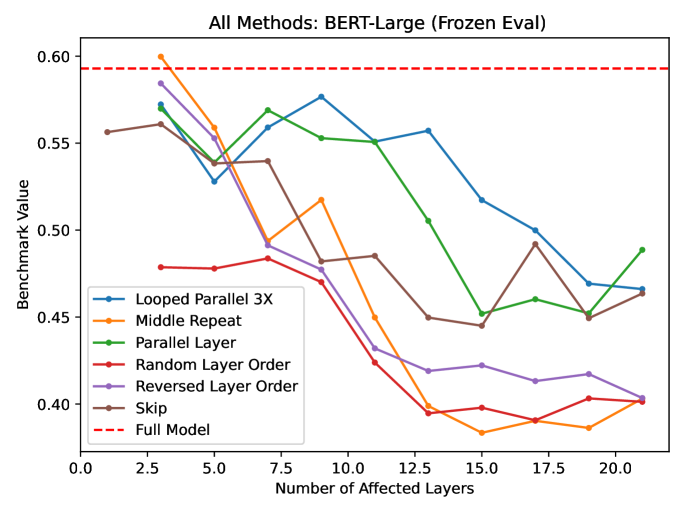 All Methods: BERT-Large (Frozen Eval)
0.60
0.55
0.50
0.45
0.40
Benchmark Value
Looped Parallel 3X
Middle Repeat
Parallel Layer
Random Layer Order
Reversed Layer Order
Skip
Full Model
0.0 2.5 5.0 7.5 10.0 12.5 15.0 17.5 20.0
Number of Affected Layers